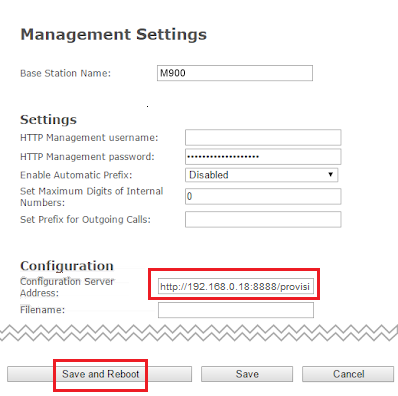 Management Settings
Base Station Name: M900
Settings
HTTP Management username:
HTTP Management password: •••••••••••••••••••
Enable Automatic Prefix: Disabled
Set Maximum Digits of Internal
Numbers: 0
Set Prefix for Outgoing Calls:
Configuration
Configuration Server
Address: http://192.168.0.18:8888/provisi
Filename:
Save and Reboot Save Cancel